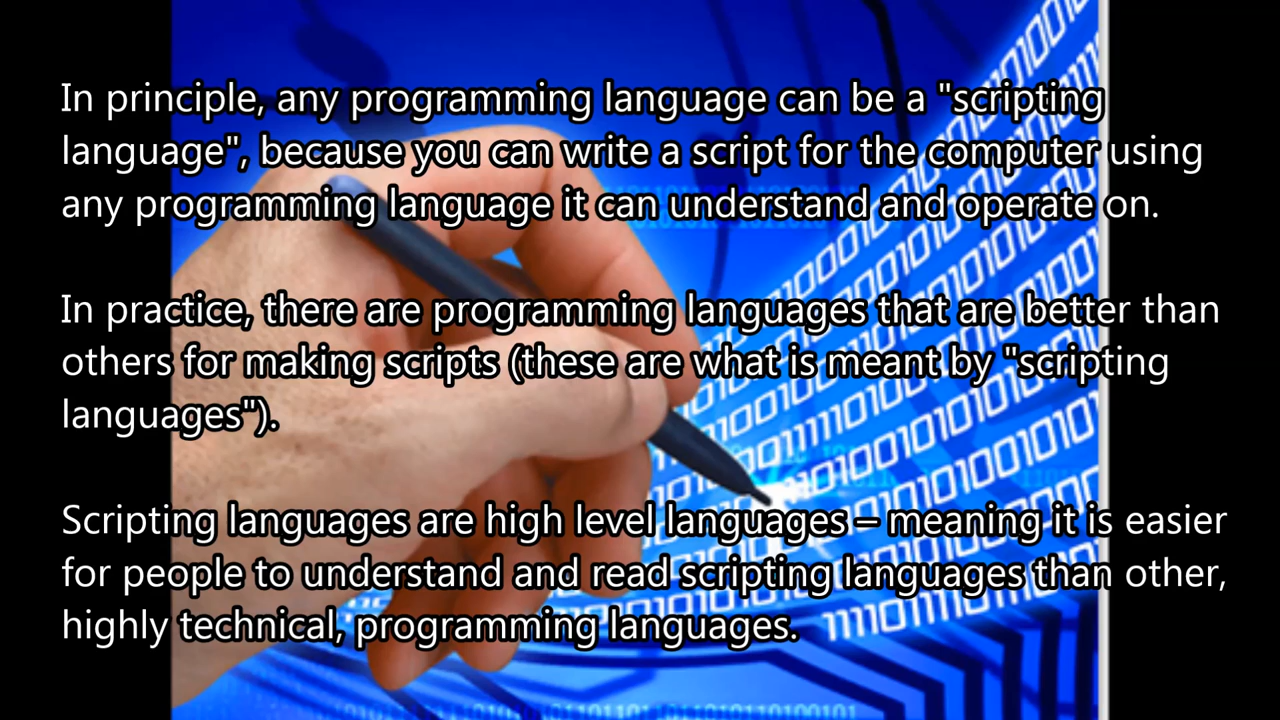 In principle, any programming language can be a "scripting
language", because you can write a script for the computer using
any programming language it can understand and operate on.
In practice, there are programming languages that are better than
others for making scripts (these are what is meant by "scripting
languages").
Scripting languages are high level languages – meaning it is easier
for people to understand and read scripting languages than other,
highly technical, programming languages.